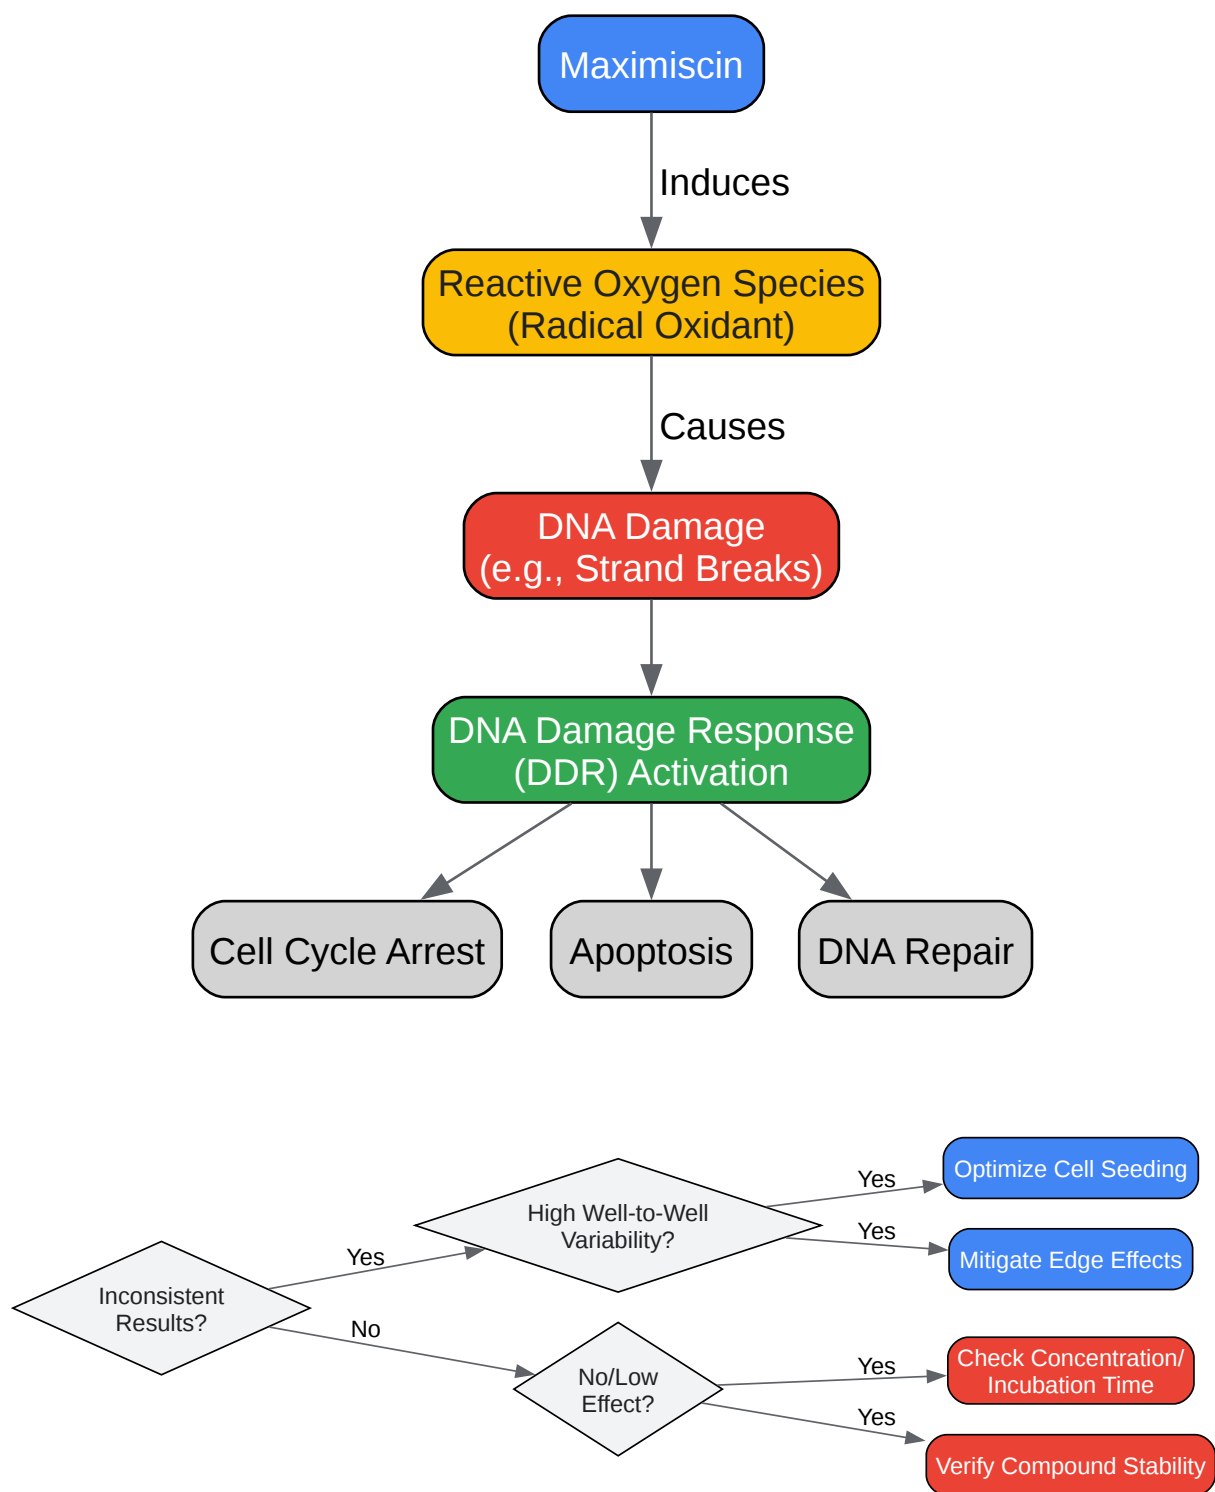 Maximiscin
Induces
Reactive Oxygen Species
(Radical Oxidant)
Causes
DNA Damage
(e.g., Strand Breaks)
DNA Damage Response
(DDR) Activation
Cell Cycle Arrest
Apoptosis
DNA Repair
Inconsistent
Results?
Yes
No
High Well-to-Well
Variability?
Yes
Yes
Optimize Cell Seeding
Mitigate Edge Effects
No/Low
Effect?
Yes
Yes
Check Concentration/
Incubation Time
Verify Compound Stability